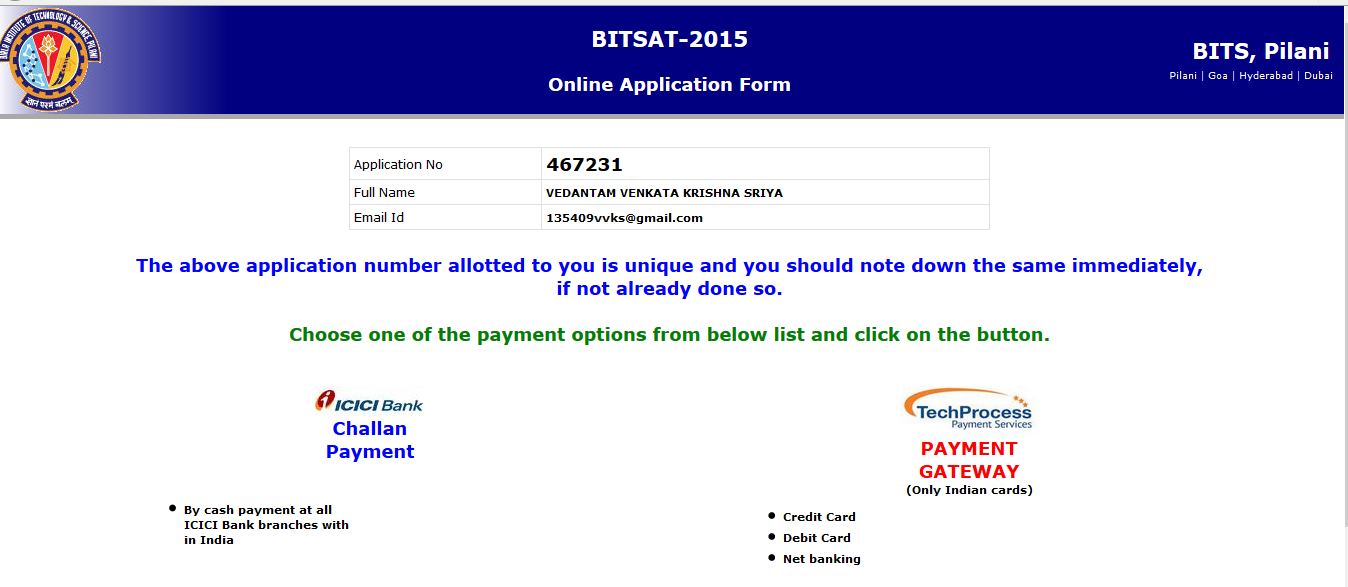 BIRLA INSTITUTE OF TECHNOLOGY & SCIENCE PILANI
ज्ञानं परमं बलम्
BITSAT-2015
Online Application Form
BITS, Pilani
Pilani | Goa | Hyderabad | Dubai
Application No 467231
Full Name VEDANTAM VENKATA KRISHNA SRIYA
Email Id 135409vvks@gmail.com
The above application number allotted to you is unique and you should note down the same immediately,
if not already done so.
Choose one of the payment options from below list and click on the button.
ICICI Bank
Challan
Payment
By cash payment at all
ICICI Bank branches with
in India
TechProcess
Payment Services
PAYMENT
GATEWAY
(Only Indian cards)
Credit Card
Debit Card
Net banking